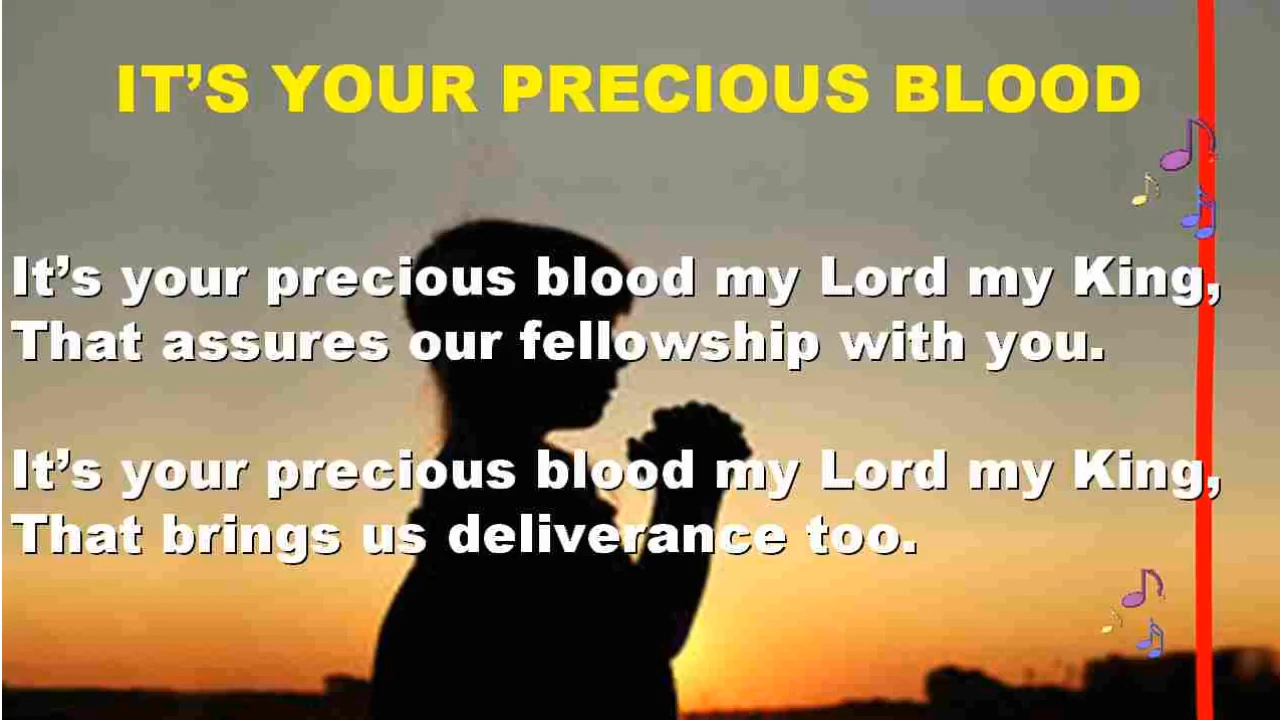 IT’S YOUR PRECIOUS BLOOD
It’s your precious blood my Lord my King,
That assures our fellowship with you.
It’s your precious blood my Lord my King,
That brings us deliverance too.